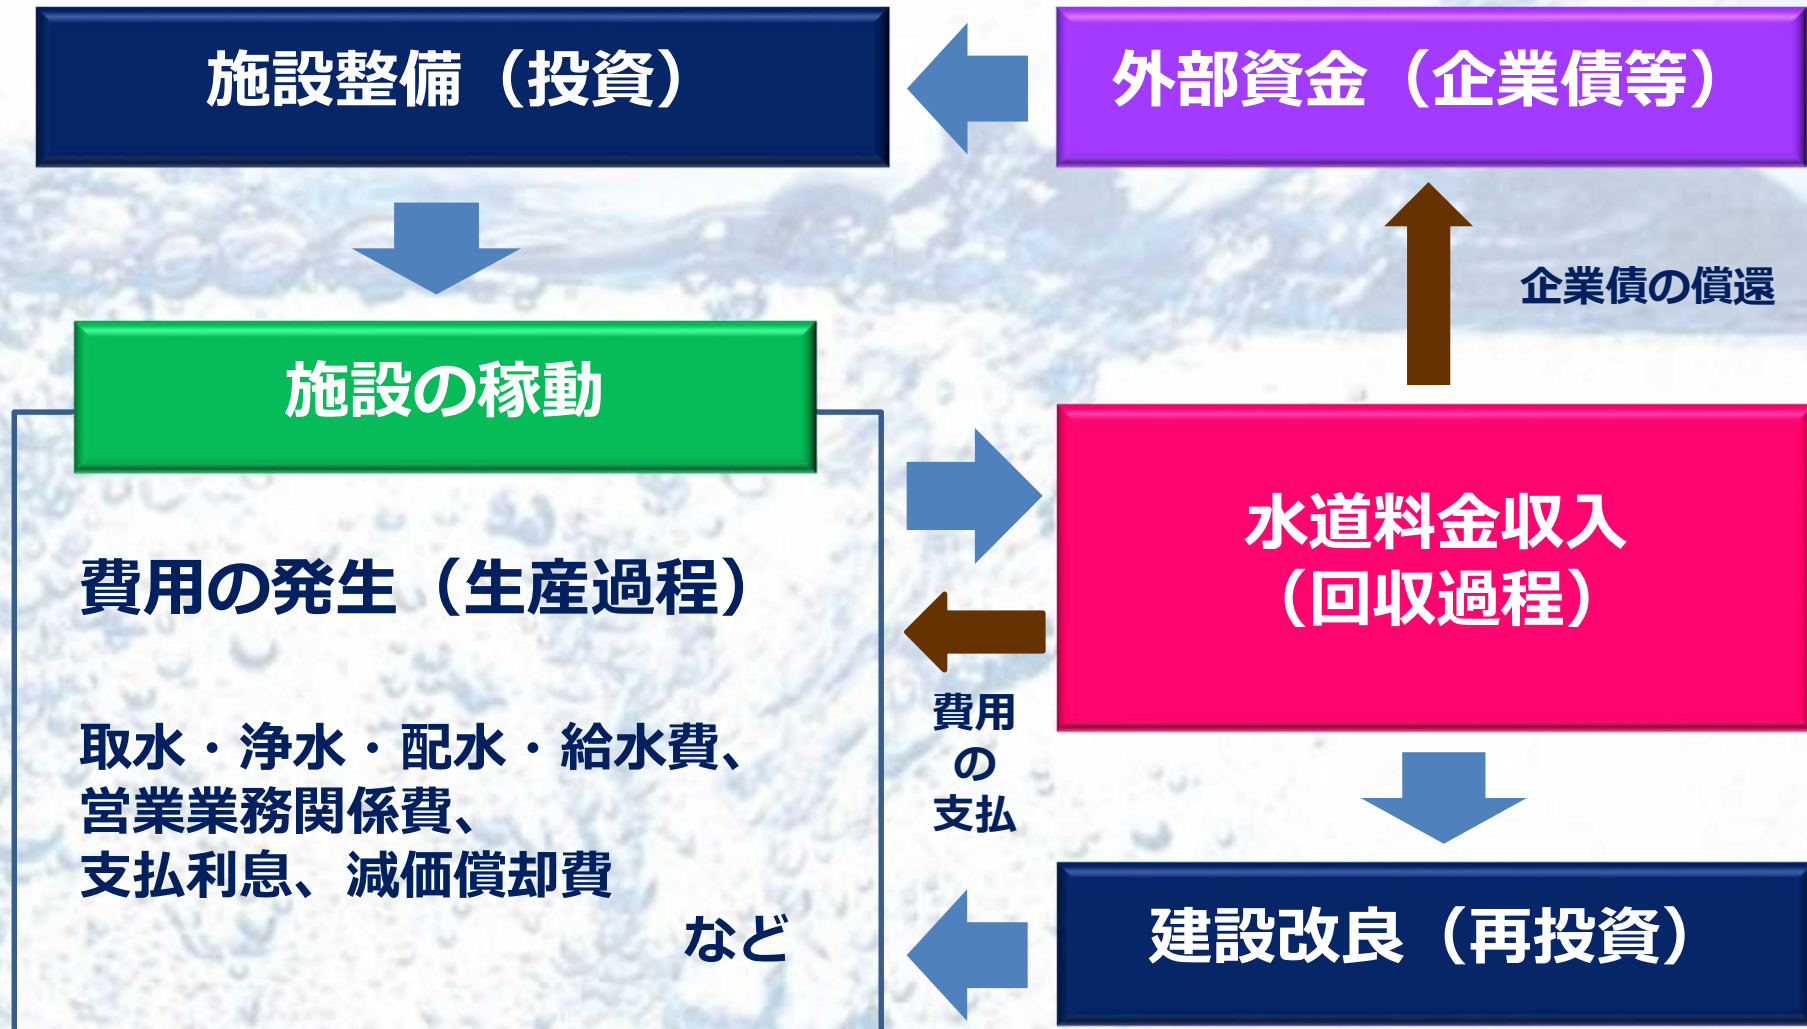 施設整備（投資）
外部資金（企業債等）
企業債の償還
施設の稼動
費用の発生（生産過程）
取水・浄水・配水・給水費、
営業業務関係費、
支払利息、減価償却費
など
水道料金収入
（回収過程）
費用
の
支払
建設改良（再投資）